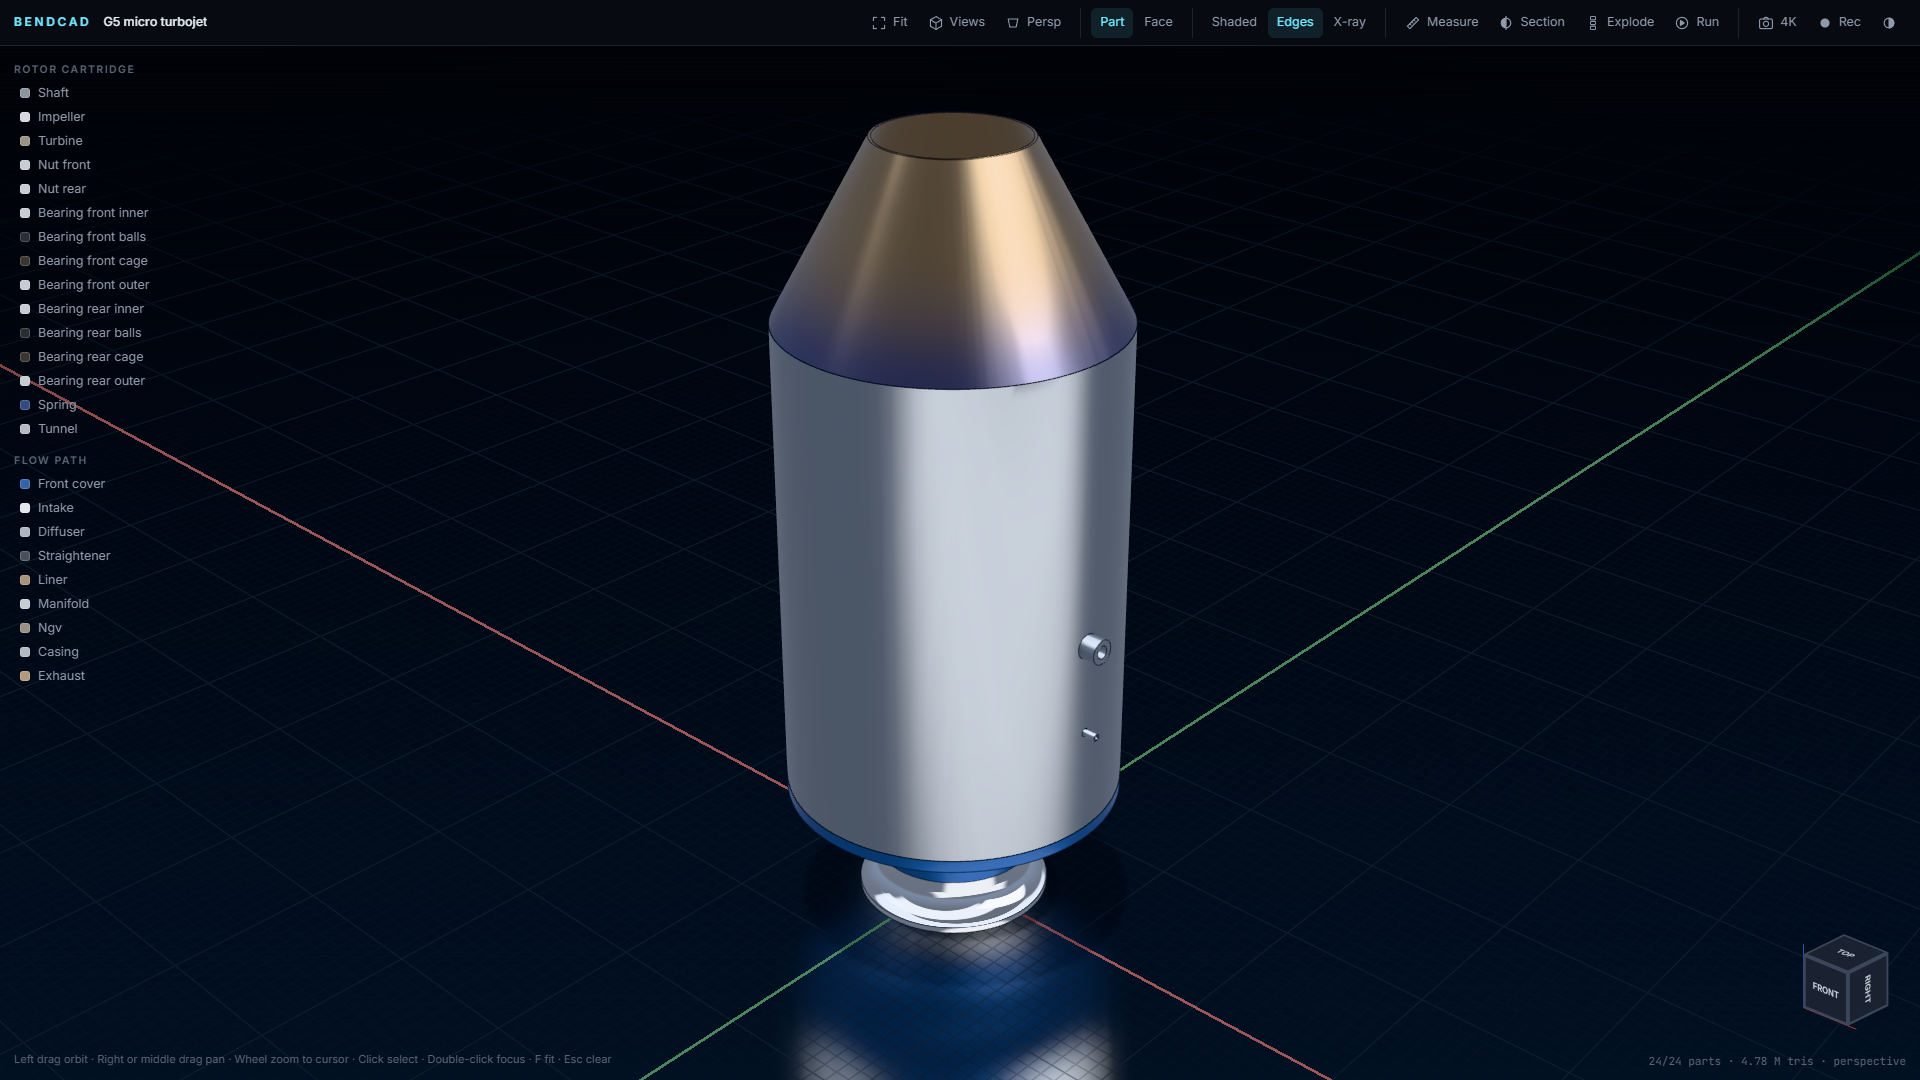 BENDCAD G5 micro turbojet Fit Views Persp Part Face Shaded Edges X-ray Measure Section Explode Run 4K Rec
ROTOR CARTRIDGE
Shaft
Impeller
Turbine
Nut front
Nut rear
Bearing front inner
Bearing front balls
Bearing front cage
Bearing front outer
Bearing rear inner
Bearing rear balls
Bearing rear cage
Bearing rear outer
Spring
Tunnel
FLOW PATH
Front cover
Intake
Diffuser
Straightener
Liner
Manifold
Ngv
Casing
Exhaust
TOP
FRONT
RIGHT
Left drag orbit · Right or middle drag pan · Wheel zoom to cursor · Click select · Double-click focus · F fit · Esc clear
24/24 parts · 4.78 M tris · perspective